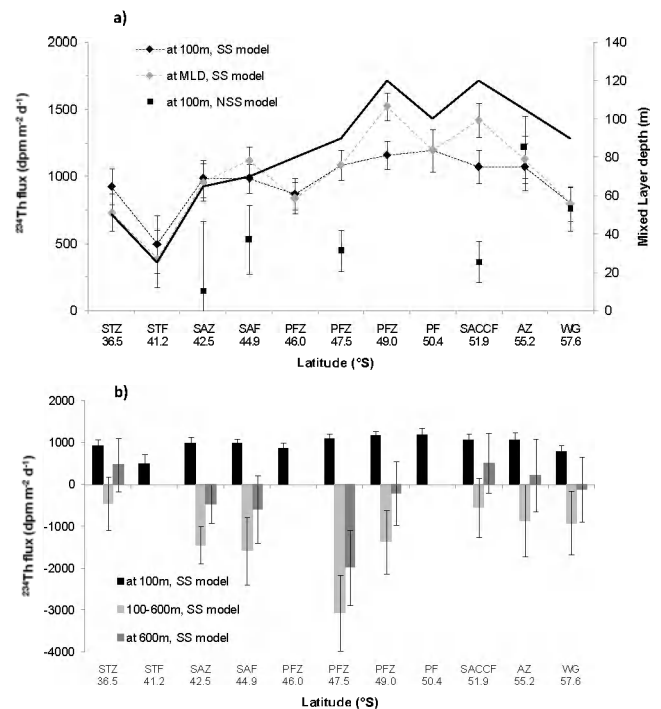 a)
2000
1500
1000
500
0
²³⁴Th flux (dpm m⁻² d⁻¹)
at 100m, SS model
at MLD, SS model
at 100m, NSS model
140
120
100
80
60
40
20
0
Mixed Layer depth (m)
STZ STF SAZ SAF PFZ PFZ PFZ PF SACCF AZ WG
36.5 41.2 42.5 44.9 46.0 47.5 49.0 50.4 51.9 55.2 57.6
Latitude (°S)
b)
2000
1000
0
-1000
-2000
-3000
-4000
²³⁴Th flux (dpm m⁻² d⁻¹)
at 100m, SS model
100-600m, SS model
at 600m, SS model
STZ STF SAZ SAF PFZ PFZ PFZ PF SACCF AZ WG
36.5 41.2 42.5 44.9 46.0 47.5 49.0 50.4 51.9 55.2 57.6
Latitude (°S)